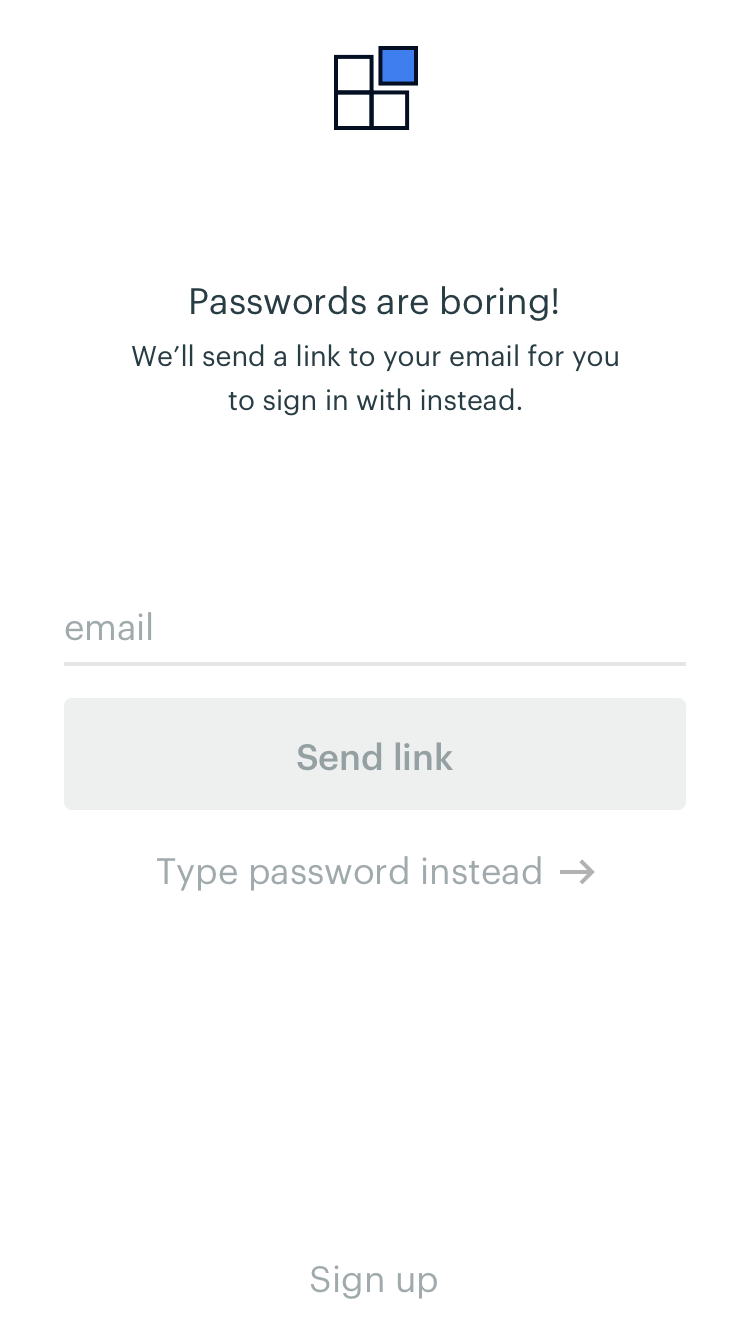 Passwords are boring!
We’ll send a link to your email for you
to sign in with instead.
email
Send link
Type password instead →
Sign up